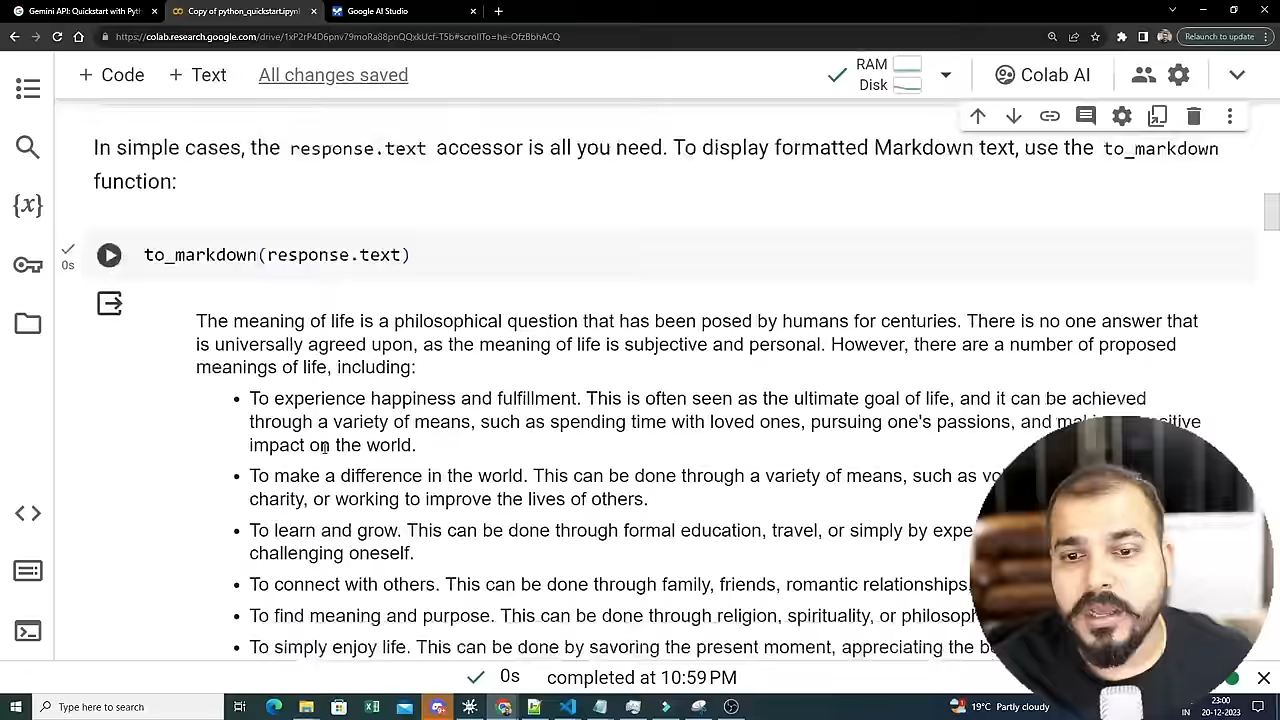 Gemini API: Quickstart with Pyth
Copy of python_quickstart.ipynb
Google AI Studio
https://colab.research.google.com/drive/
Relaunch to update
+ Code
+ Text
All changes saved
RAM
Disk
Colab AI
In simple cases, the response.text accessor is all you need. To display formatted Markdown text, use the to_markdown
function:
{x}
0s
to_markdown(response.text)
The meaning of life is a philosophical question that has been posed by humans for centuries. There is no one answer that
is universally agreed upon, as the meaning of life is subjective and personal. However, there are a number of proposed
meanings of life, including:
• To experience happiness and fulfillment. This is often seen as the ultimate goal of life, and it can be achieved
through a variety of means, such as spending time with loved ones, pursuing one's passions, and
impact on the world.
• To make a difference in the world. This can be done through a variety of means, such as
charity, or working to improve the lives of others.
• To learn and grow. This can be done through formal education, travel, or simply by
challenging oneself.
• To connect with others. This can be done through family, friends, romantic relationships,
• To find meaning and purpose. This can be done through religion, spirituality, or
• To simply enjoy life. This can be done by savoring the present moment, appreciating the
0s completed at 10:59 PM
Type here to search
19°C Partly cloudy
IN
23:00
20-12-2023